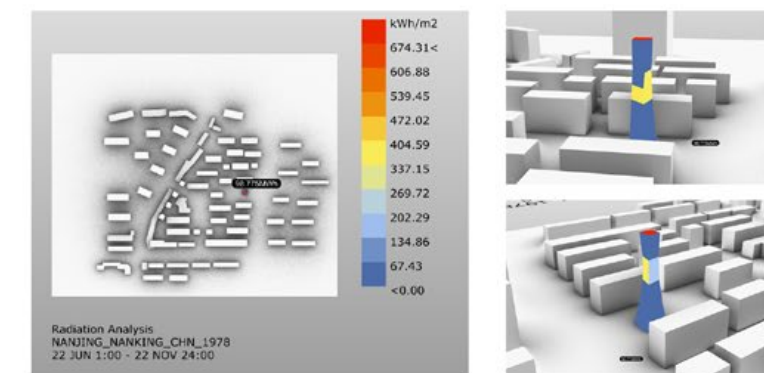 kWh/m2
674.31<
606.88
539.45
472.02
404.59
337.15
269.72
202.29
134.86
67.43
<0.00
Radiation Analysis
NANJING_NANKING_CHN_1978
22 JUN 1:00 - 22 NOV 24:00